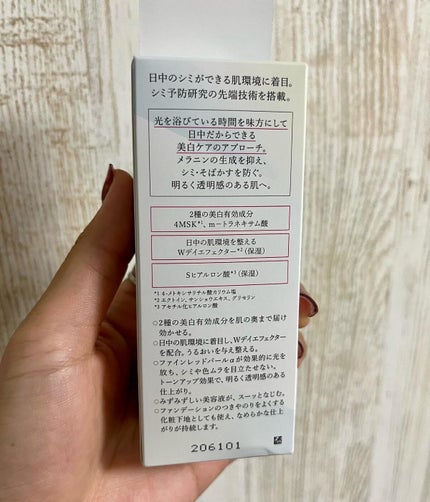 日中のシミができる肌環境に着目。
シミ予防研究の先端技術を搭載。
光を浴びている時間を味方にして
日中だからできる
美白ケアのアプローチ。
メラニンの生成を抑え、
シミ・そばかすを防ぐ。
明るく透明感のある肌へ。
2種の美白有効成分
4MSK*¹、m-トラネキサム酸
日中の肌環境を整える
Wデイエフェクター*²(保湿)
Sヒアルロン酸*³(保湿)
*1 4-メトキシサリチル酸カリウム塩
*2 エクトイン、サンショウエキス、グリセリン
*3 アセチル化ヒアルロン酸
○2種の美白有効成分を肌の奥まで届け
効かせる。
○日中の肌環境に着目し、Wデイエフェクター
を配合。うるおいを与え整える。
○ファインレッドパールαが効果的に光を
放ち、シミや色ムラを目立たせない。
トーンアップ効果で、明るく透明感のある
仕上がり。
○みずみずしい美容液が、スーッとなじむ。
○ファンデーションのつきやのりをよくする
化粧下地としても使え、なめらかな仕上
がりが持続します。
206101